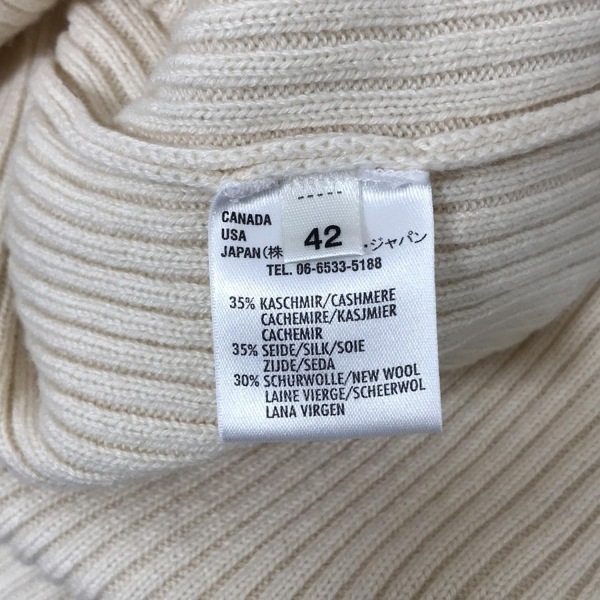 CANADA
USA
42
JAPAN(株 ・ジャパン
TEL. 06-6533-5188
35% KASCHMIR/CASHMERE
CACHEMIRE/KASJMIER
CACHEMIR
35% SEIDE/SILK/SOIE
ZIJDE/SEDA
30% SCHURWOLLE/NEW WOOL
LAINE VIERGE/SCHEERWOL
LANA VIRGEN